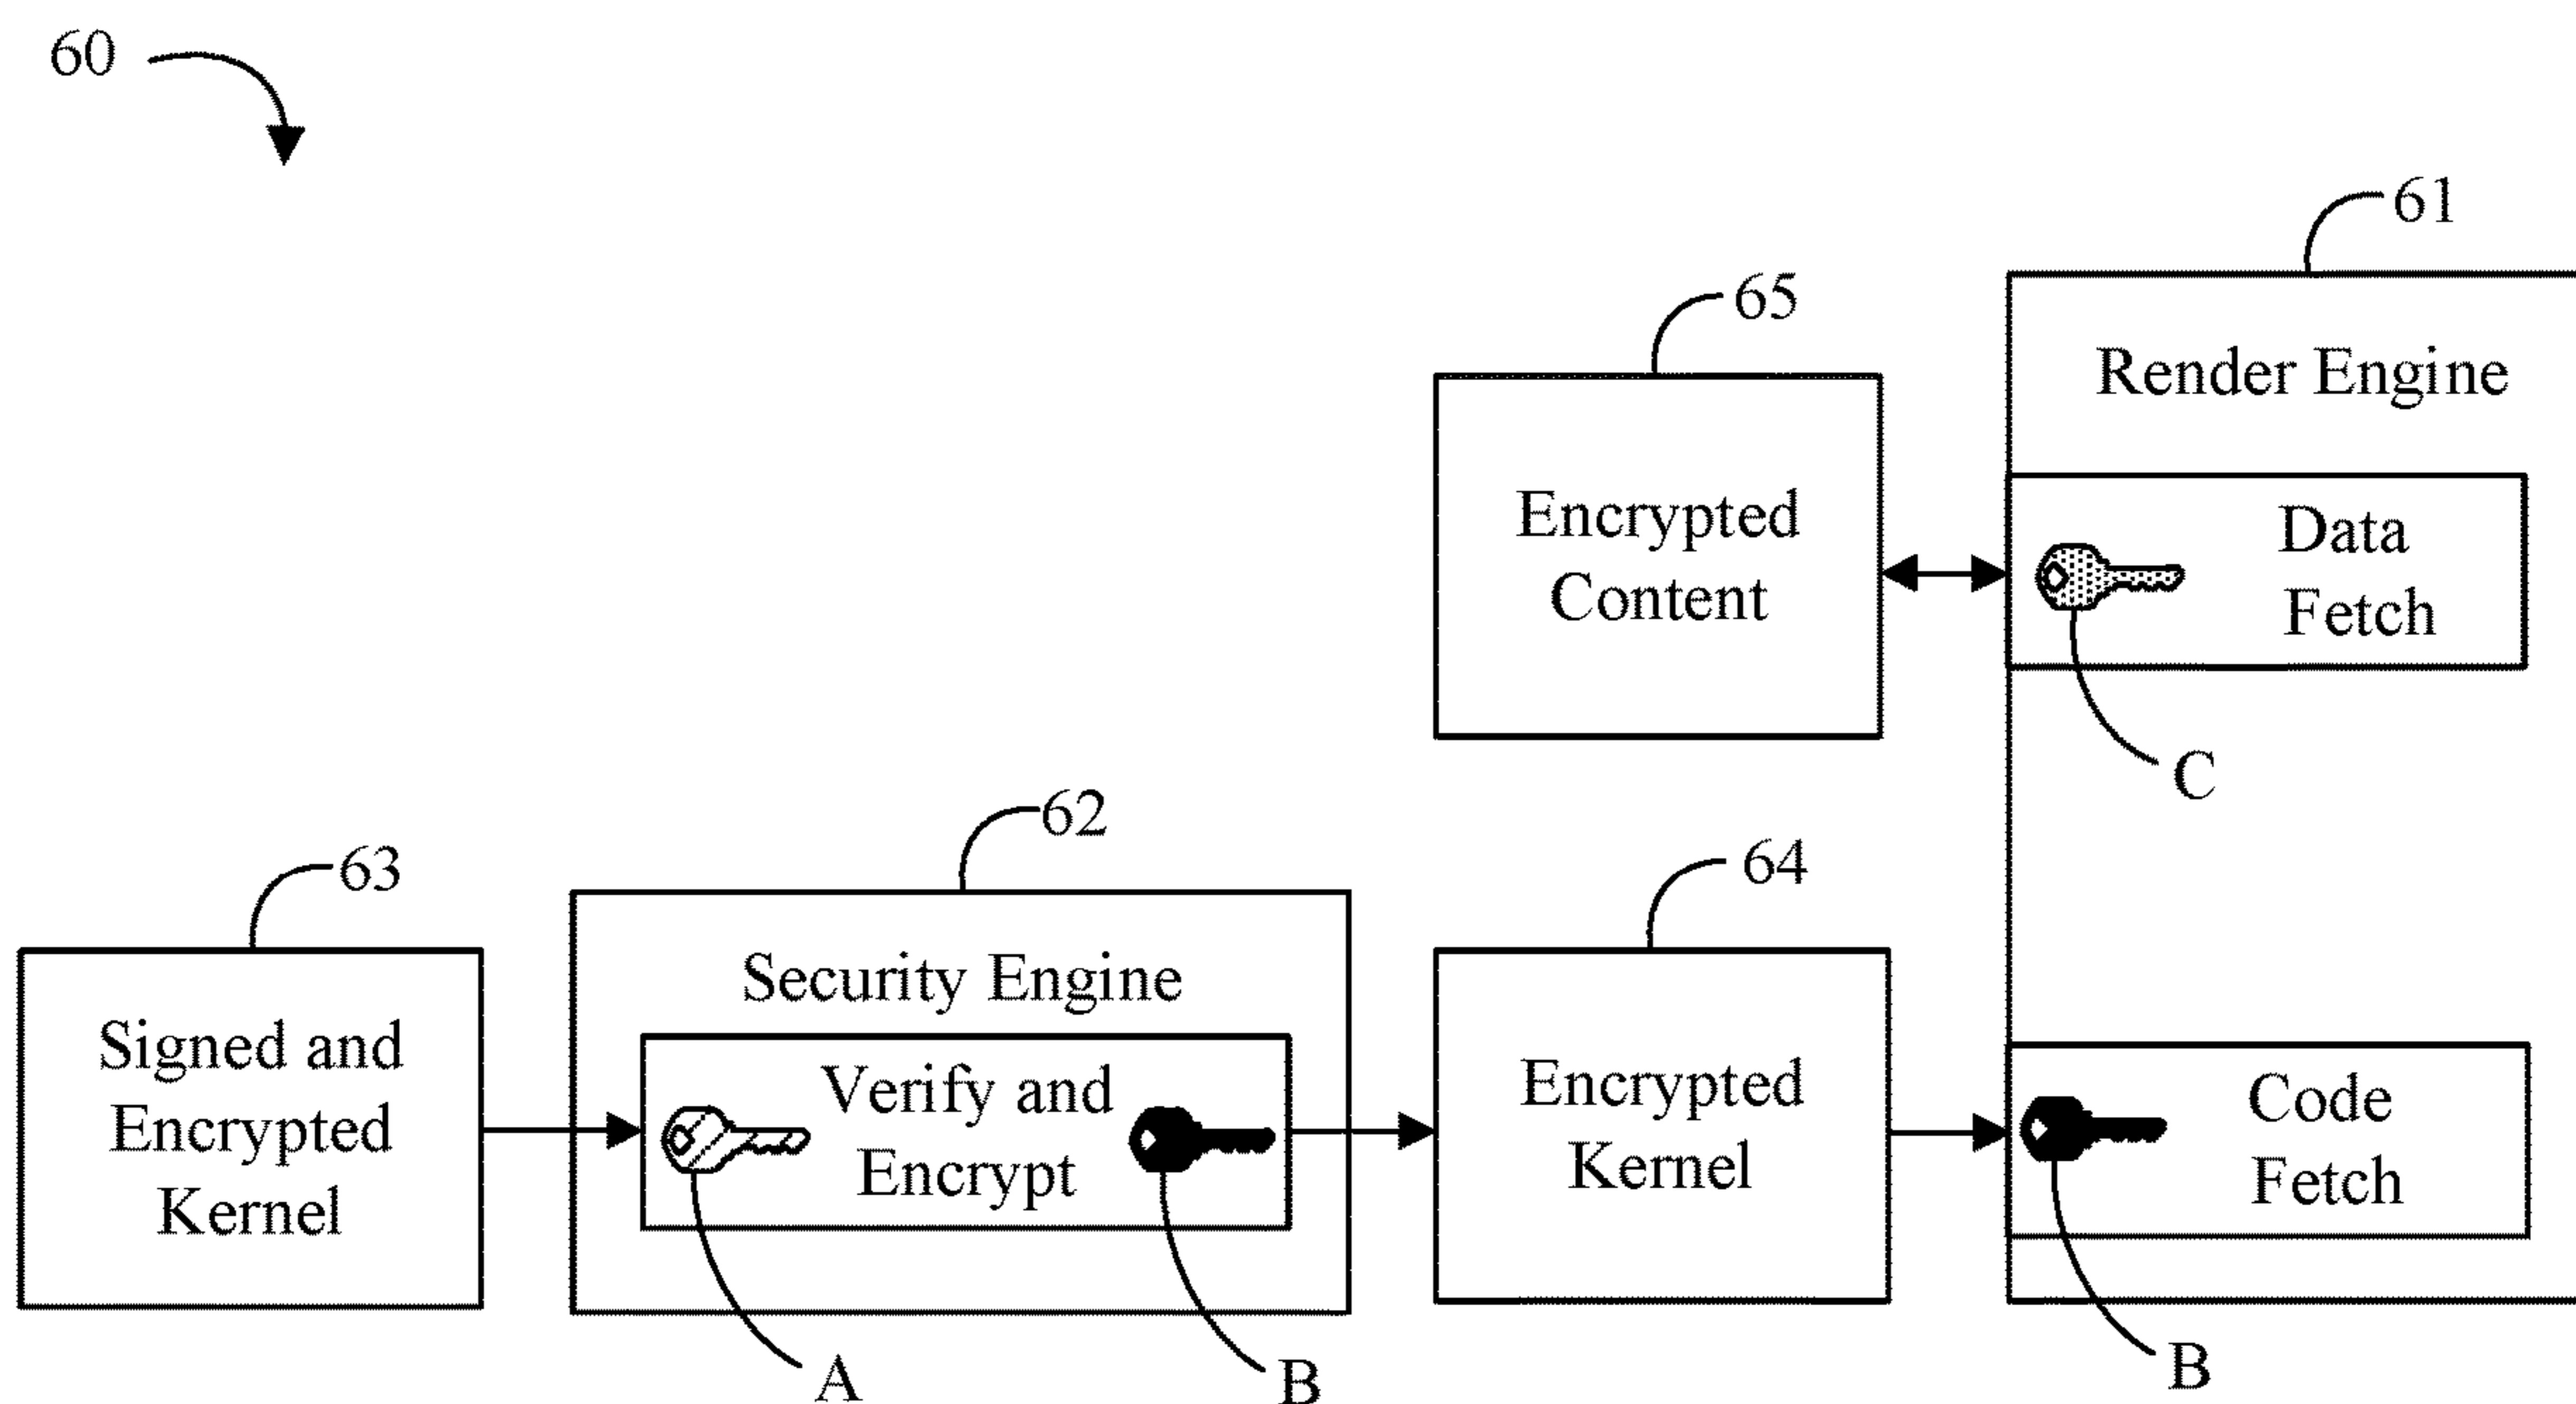 60
61
65
Render Engine
Encrypted
Content
Data
Fetch
C
62
63
64
Security Engine
Signed and
Encrypted
Kernel
Verify and
Encrypt
Encrypted
Kernel
Code
Fetch
A
B
B